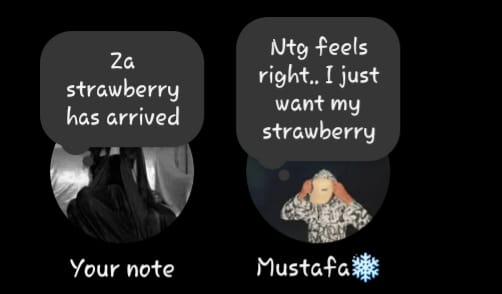 Za
strawberry
has arrived
Your note
Ntg feels
right.. I just
want my
strawberry
Mustafa❄️